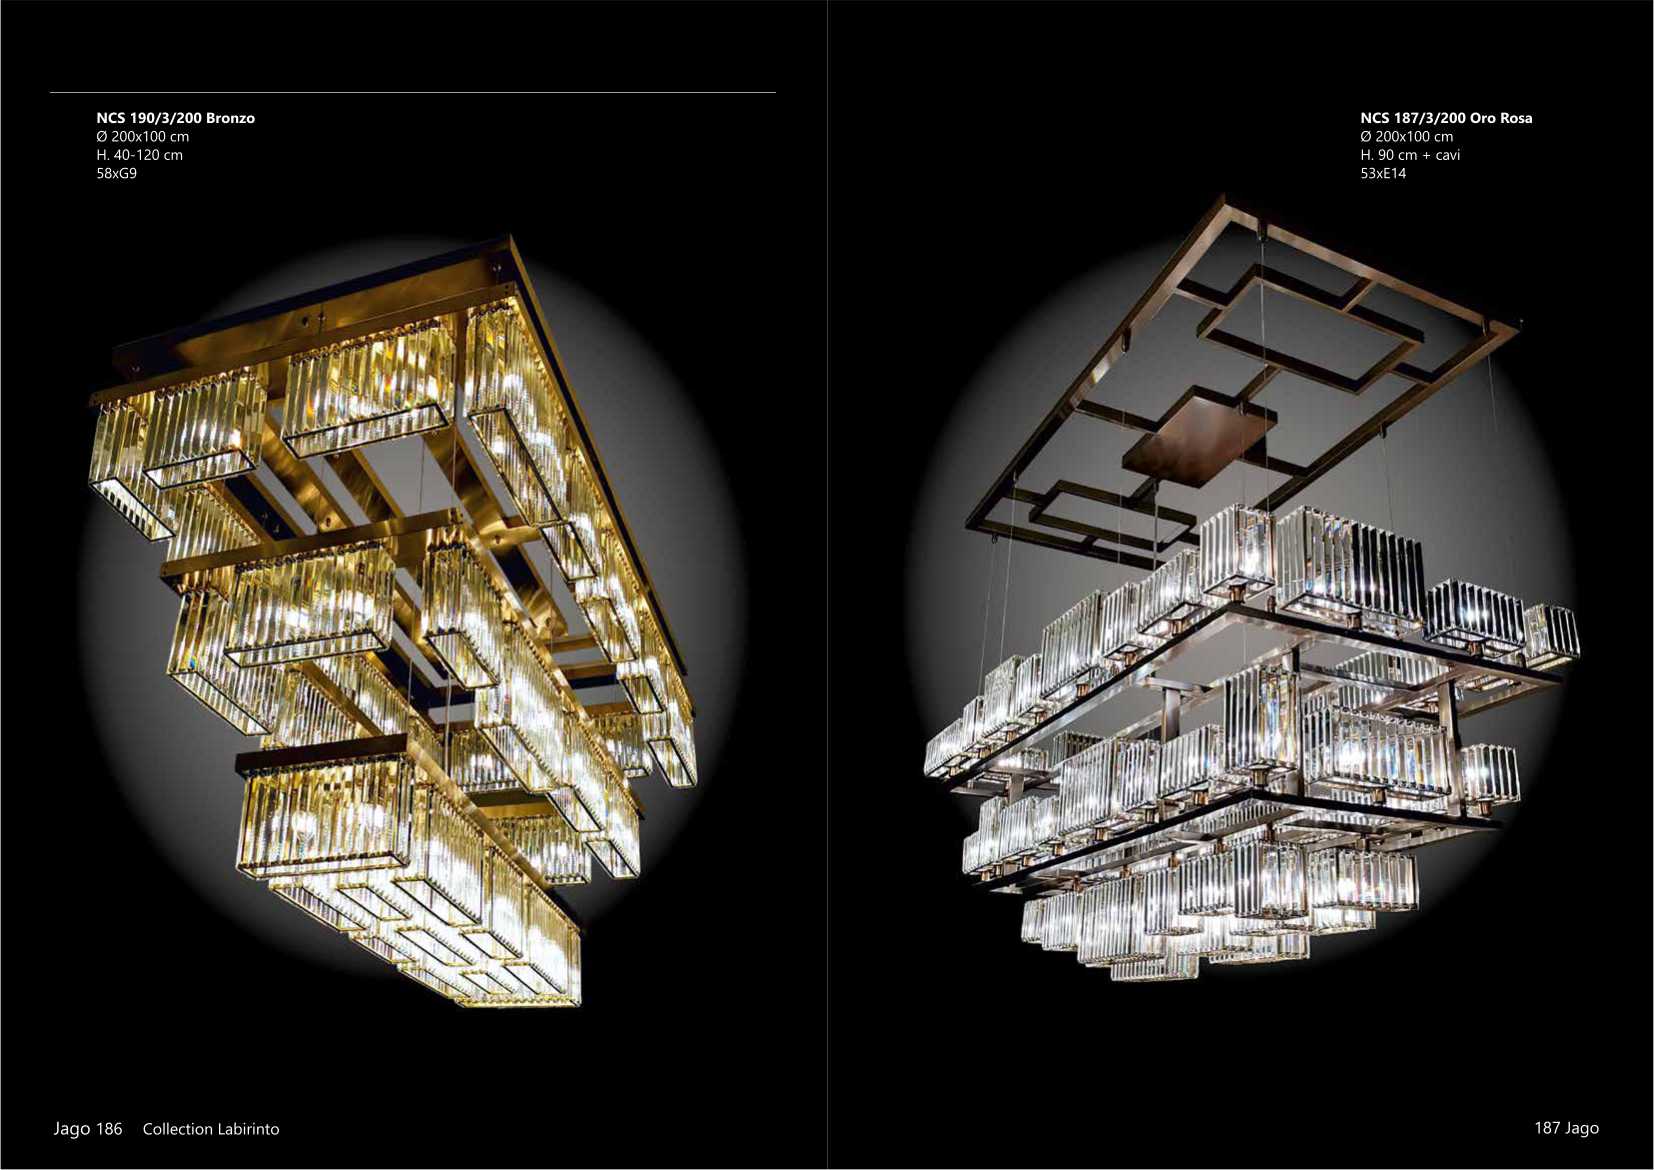 NCS 190/3/200 Bronzo
Ø 200x100 cm
H. 40-120 cm
58xG9
NCS 187/3/200 Oro Rosa
Ø 200x100 cm
H. 90 cm + cavi
53xE14
Jago 186 Collection Labirinto
187 Jago